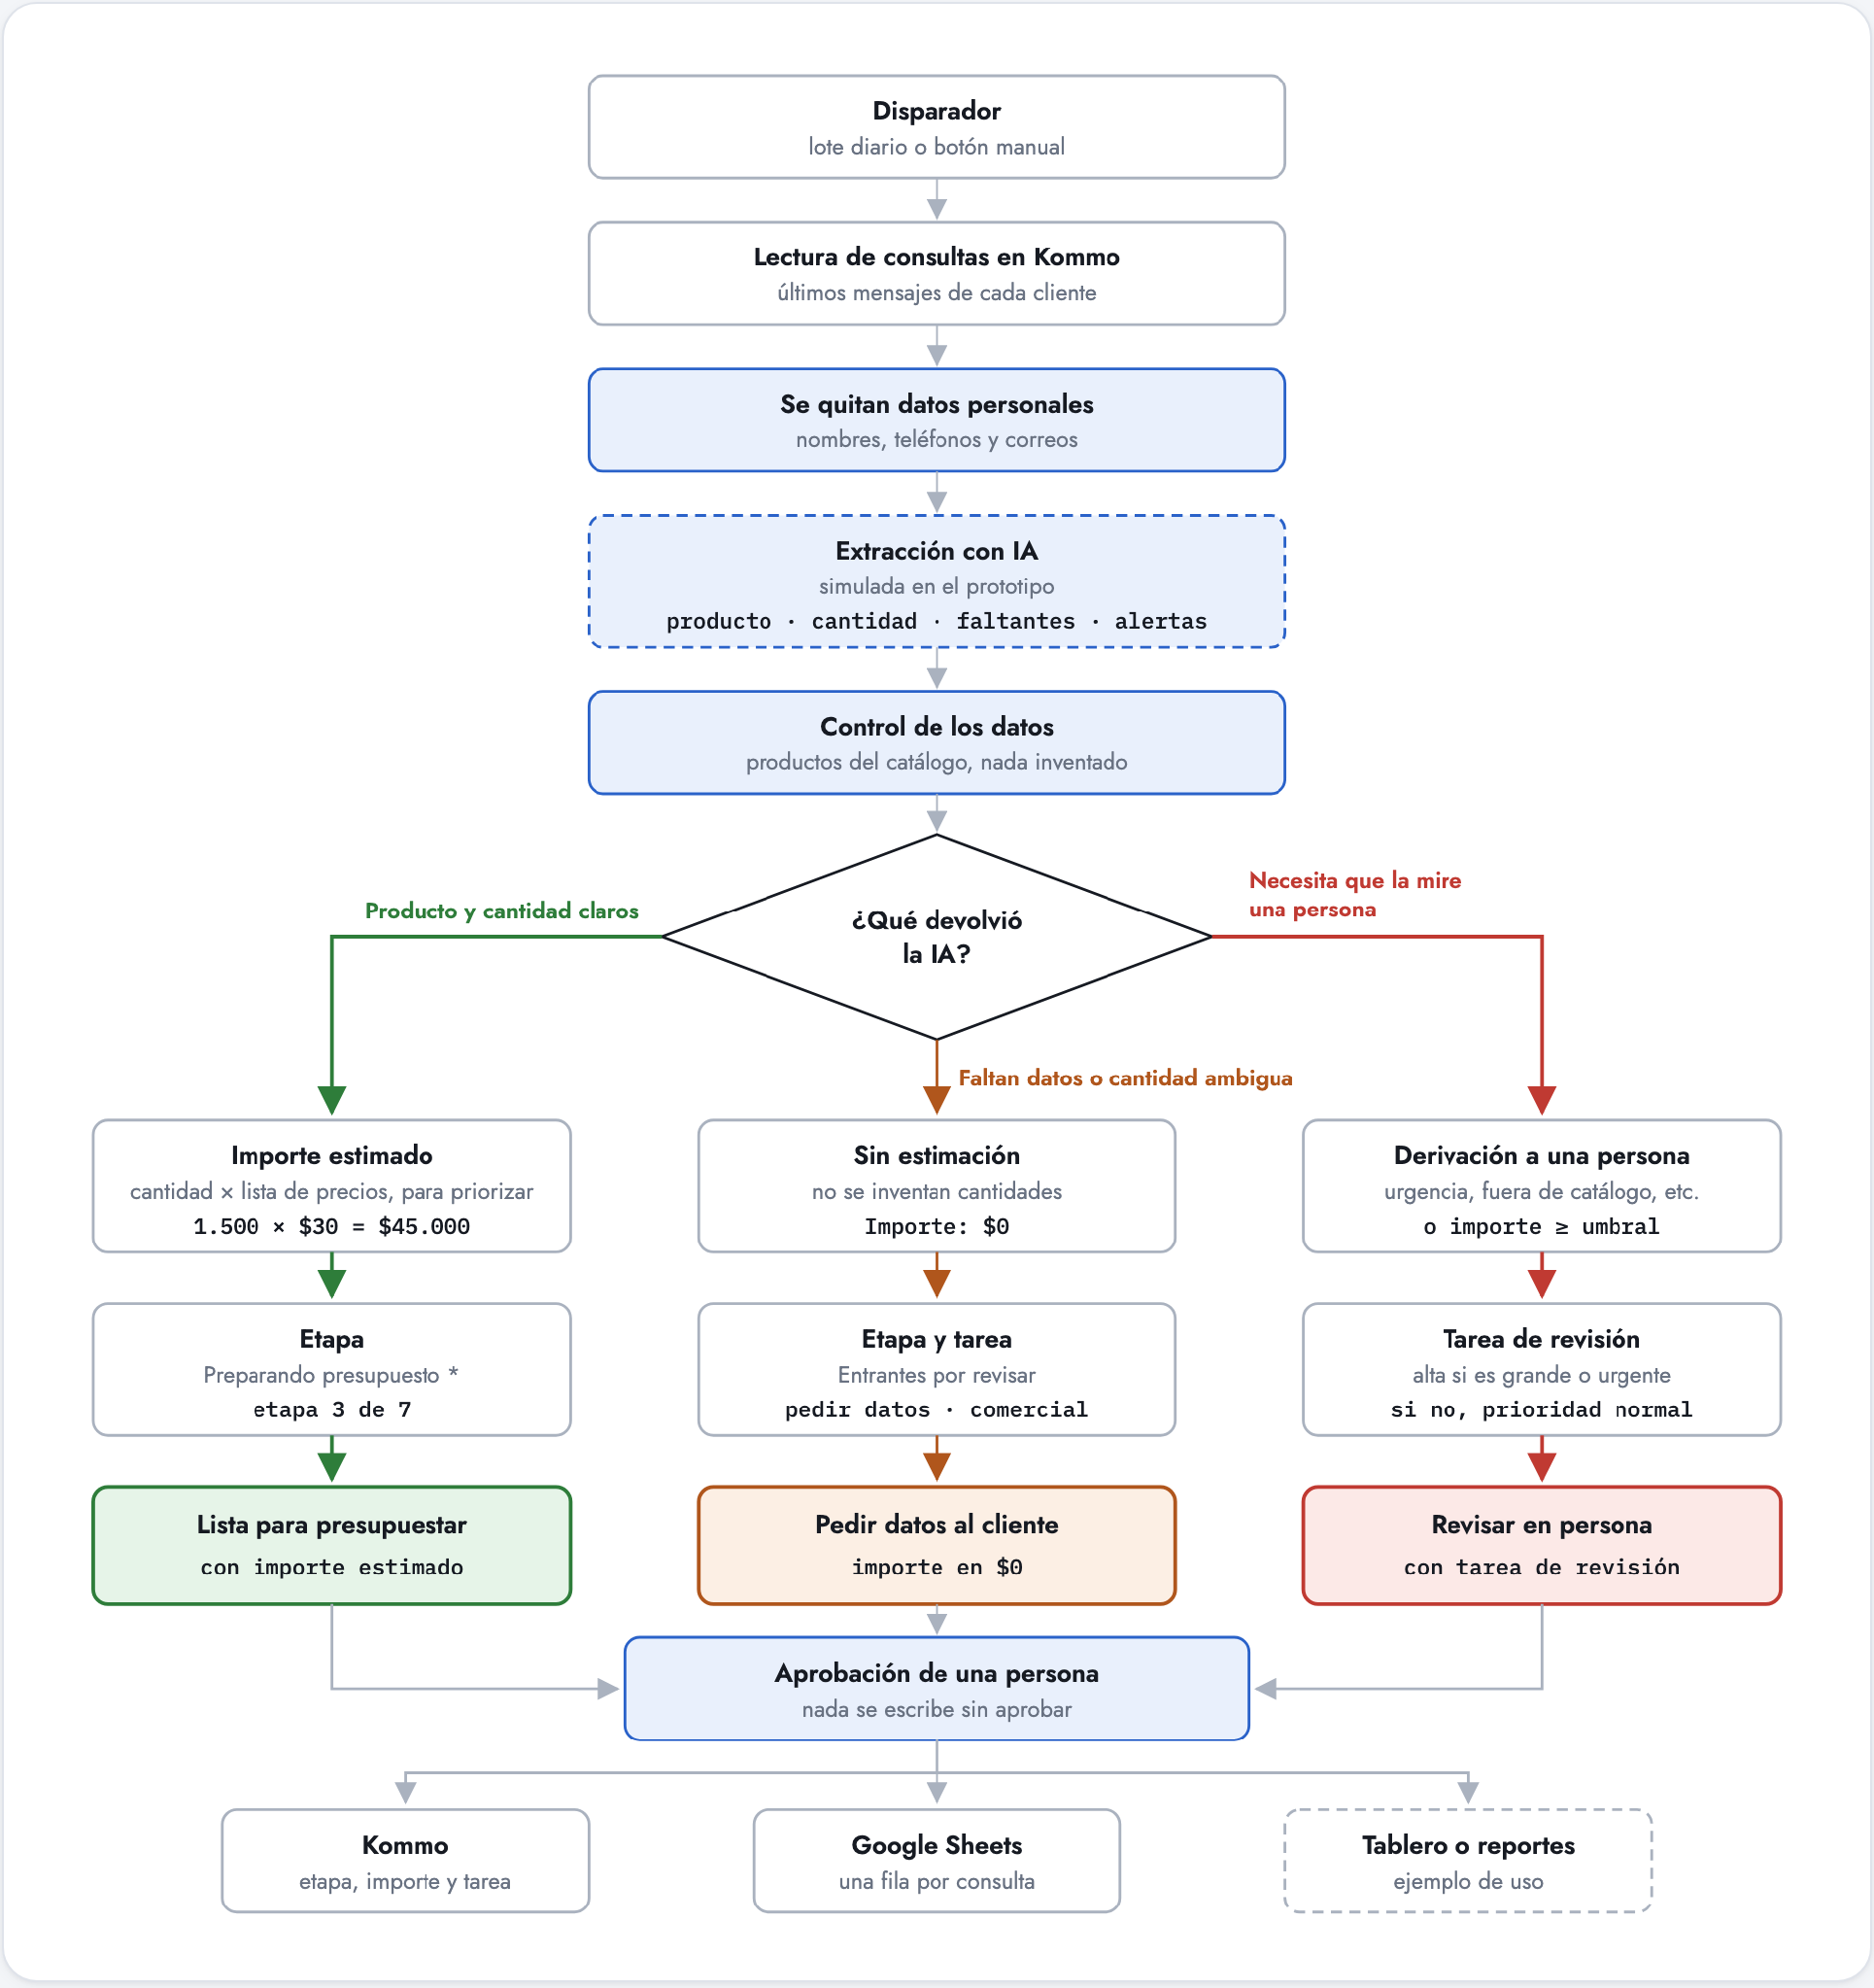 Disparador
lote diario o botón manual
Lectura de consultas en Kommo
últimos mensajes de cada cliente
Se quitan datos personales
nombres, teléfonos y correos
Extracción con IA
simulada en el prototipo
producto · cantidad · faltantes · alertas
Control de los datos
productos del catálogo, nada inventado
¿Qué devolvió
la IA?
Producto y cantidad claros
Necesita que la mire
una persona
Faltan datos o cantidad ambigua
Importe estimado
cantidad × lista de precios, para priorizar
1.500 × $30 = $45.000
Sin estimación
no se inventan cantidades
Importe: $0
Derivación a una persona
urgencia, fuera de catálogo, etc.
o importe ≥ umbral
Etapa
Preparando presupuesto *
etapa 3 de 7
Etapa y tarea
Entrantes por revisar
pedir datos · comercial
Tarea de revisión
alta si es grande o urgente
si no, prioridad normal
Lista para presupuestar
con importe estimado
Pedir datos al cliente
importe en $0
Revisar en persona
con tarea de revisión
Aprobación de una persona
nada se escribe sin aprobar
Kommo
etapa, importe y tarea
Google Sheets
una fila por consulta
Tablero o reportes
ejemplo de uso